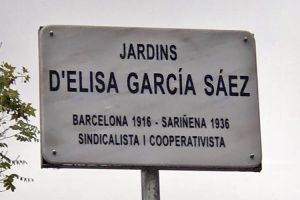 JARDINS
D'ELISA GARCÍA SÁEZ
BARCELONA 1916 - SARIÑENA 1936
SINDICALISTA I COOPERATIVISTA